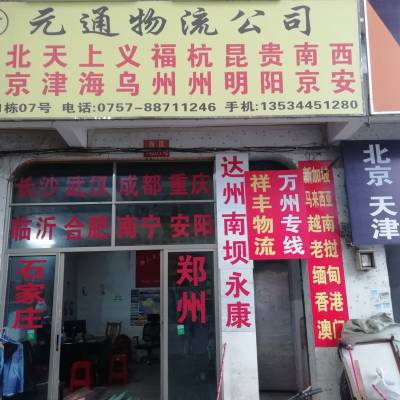 元通物流公司
北 天 上 义 福 杭 昆 贵 南 西
京 津 海 乌 州 州 明 阳 京 安
栋07号 电话:0757-88711246 手机:13534451280
长沙 武汉 成都 重庆
临沂 合肥 南宁 安阳
石家庄
郑州
达州南坝永康
祥丰物流
万州专线
新加坡
马来西亚
越南
老挝
缅甸
香港
澳门
北京 天津